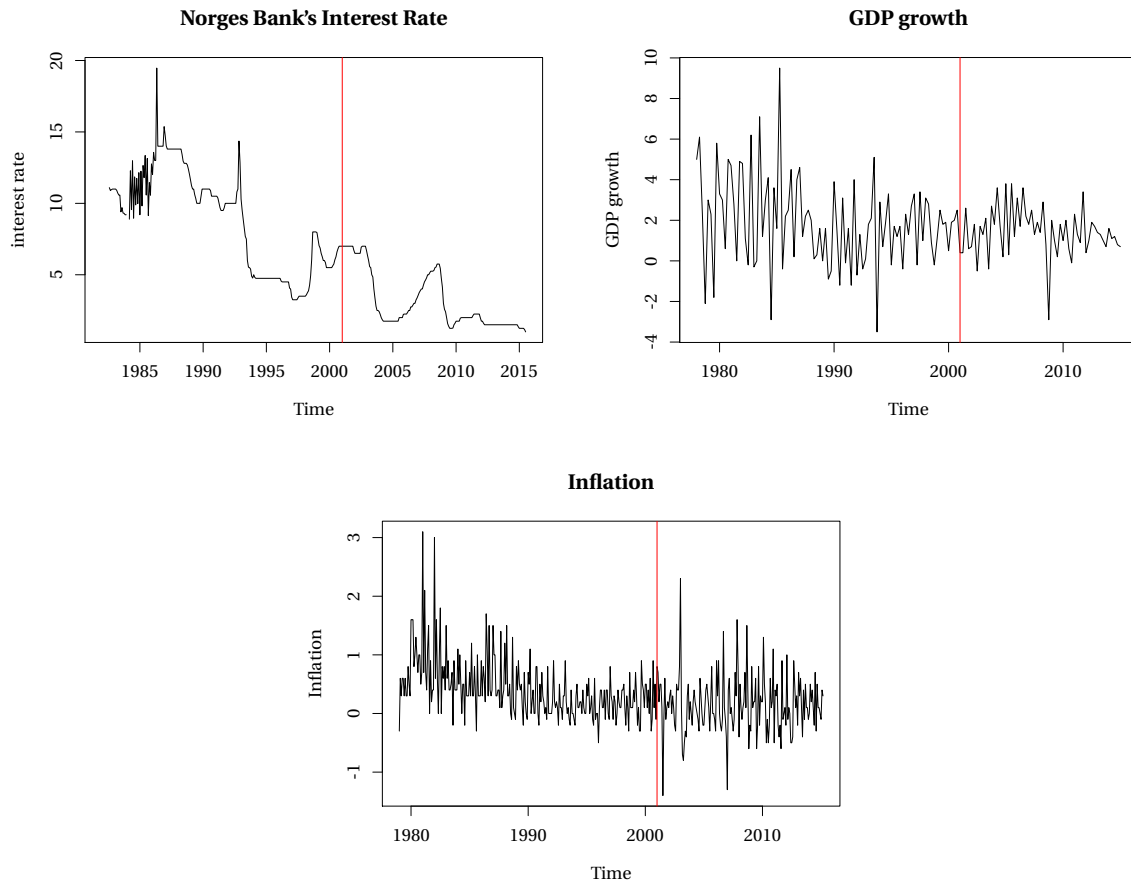 Norges Bank's Interest Rate
interest rate
20
15
10
5
1985 1990 1995 2000 2005 2010 2015
Time
GDP growth
GDP growth
10
8
6
4
2
0
-2
-4
1980 1990 2000 2010
Time
Inflation
Inflation
3
2
1
0
-1
1980 1990 2000 2010
Time